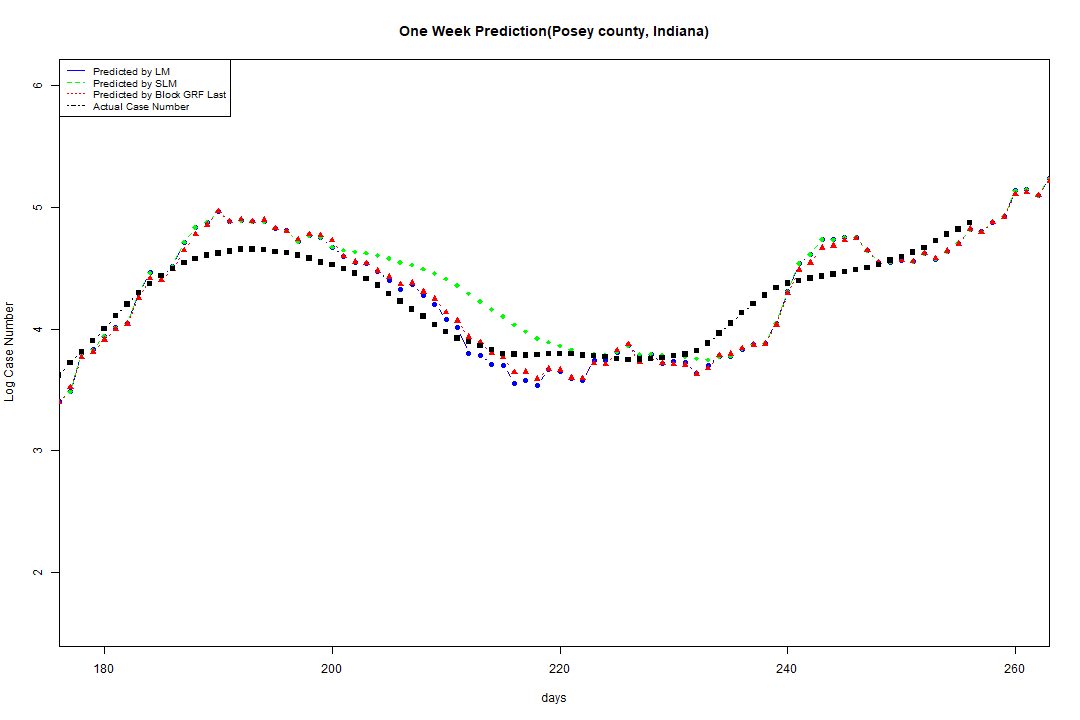 One Week Prediction(Posey county, Indiana)
Predicted by LM
Predicted by SLM
Predicted by Block GRF Last
Actual Case Number
6
5
4
3
2
Log Case Number
180 200 220 240 260
days